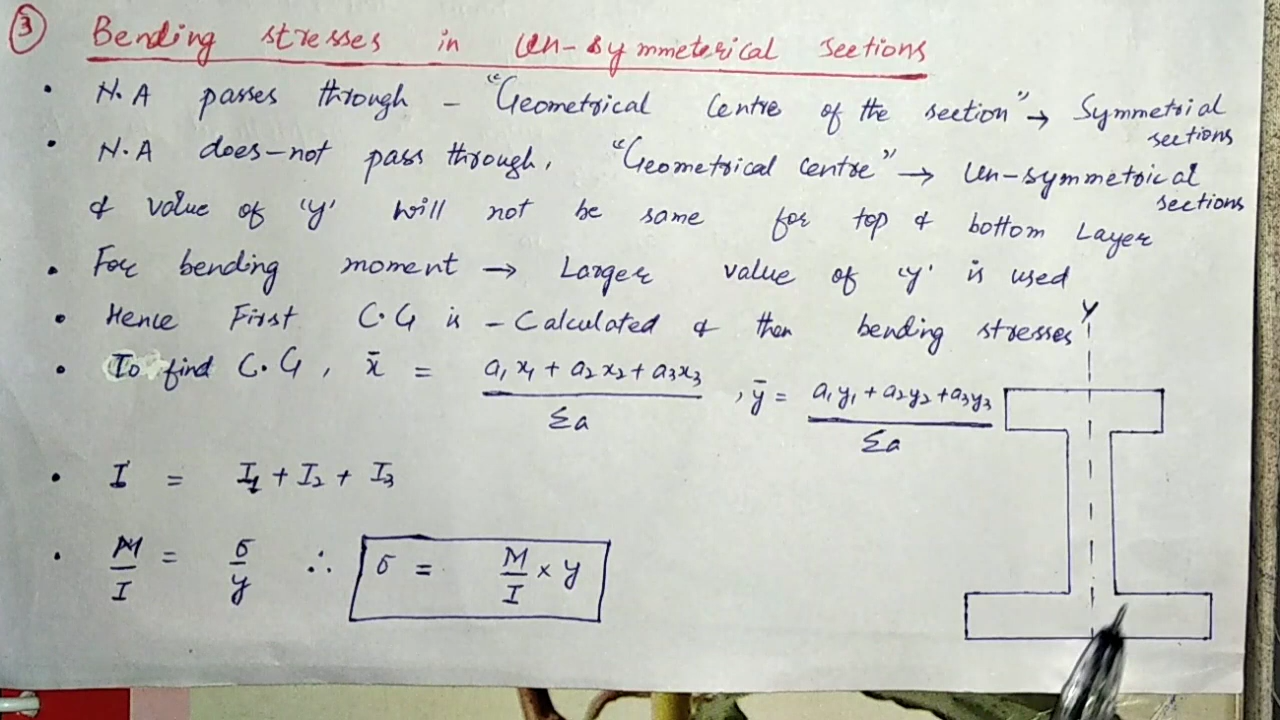 ③ Bending stresses in Un-symmeterical sections
• N.A passes through - "Geometrical Centre of the section" → Symmetrial sections
• N.A does-not pass through, "Geometrical centre" → Un-symmetrical sections
& value of 'y' will not be same for top & bottom Layer
• For bending moment → Larger value of 'y' is used
• Hence First C.G is - Calculated & then bending stresses
• To find C.G, x̄ = (a₁x₁ + a₂x₂ + a₃x₃) / Σa , ȳ = (a₁y₁ + a₂y₂ + a₃y₃) / Σa
• I = I₁ + I₂ + I₃
• M/I = σ/y ∴ σ = M/I × y
Y